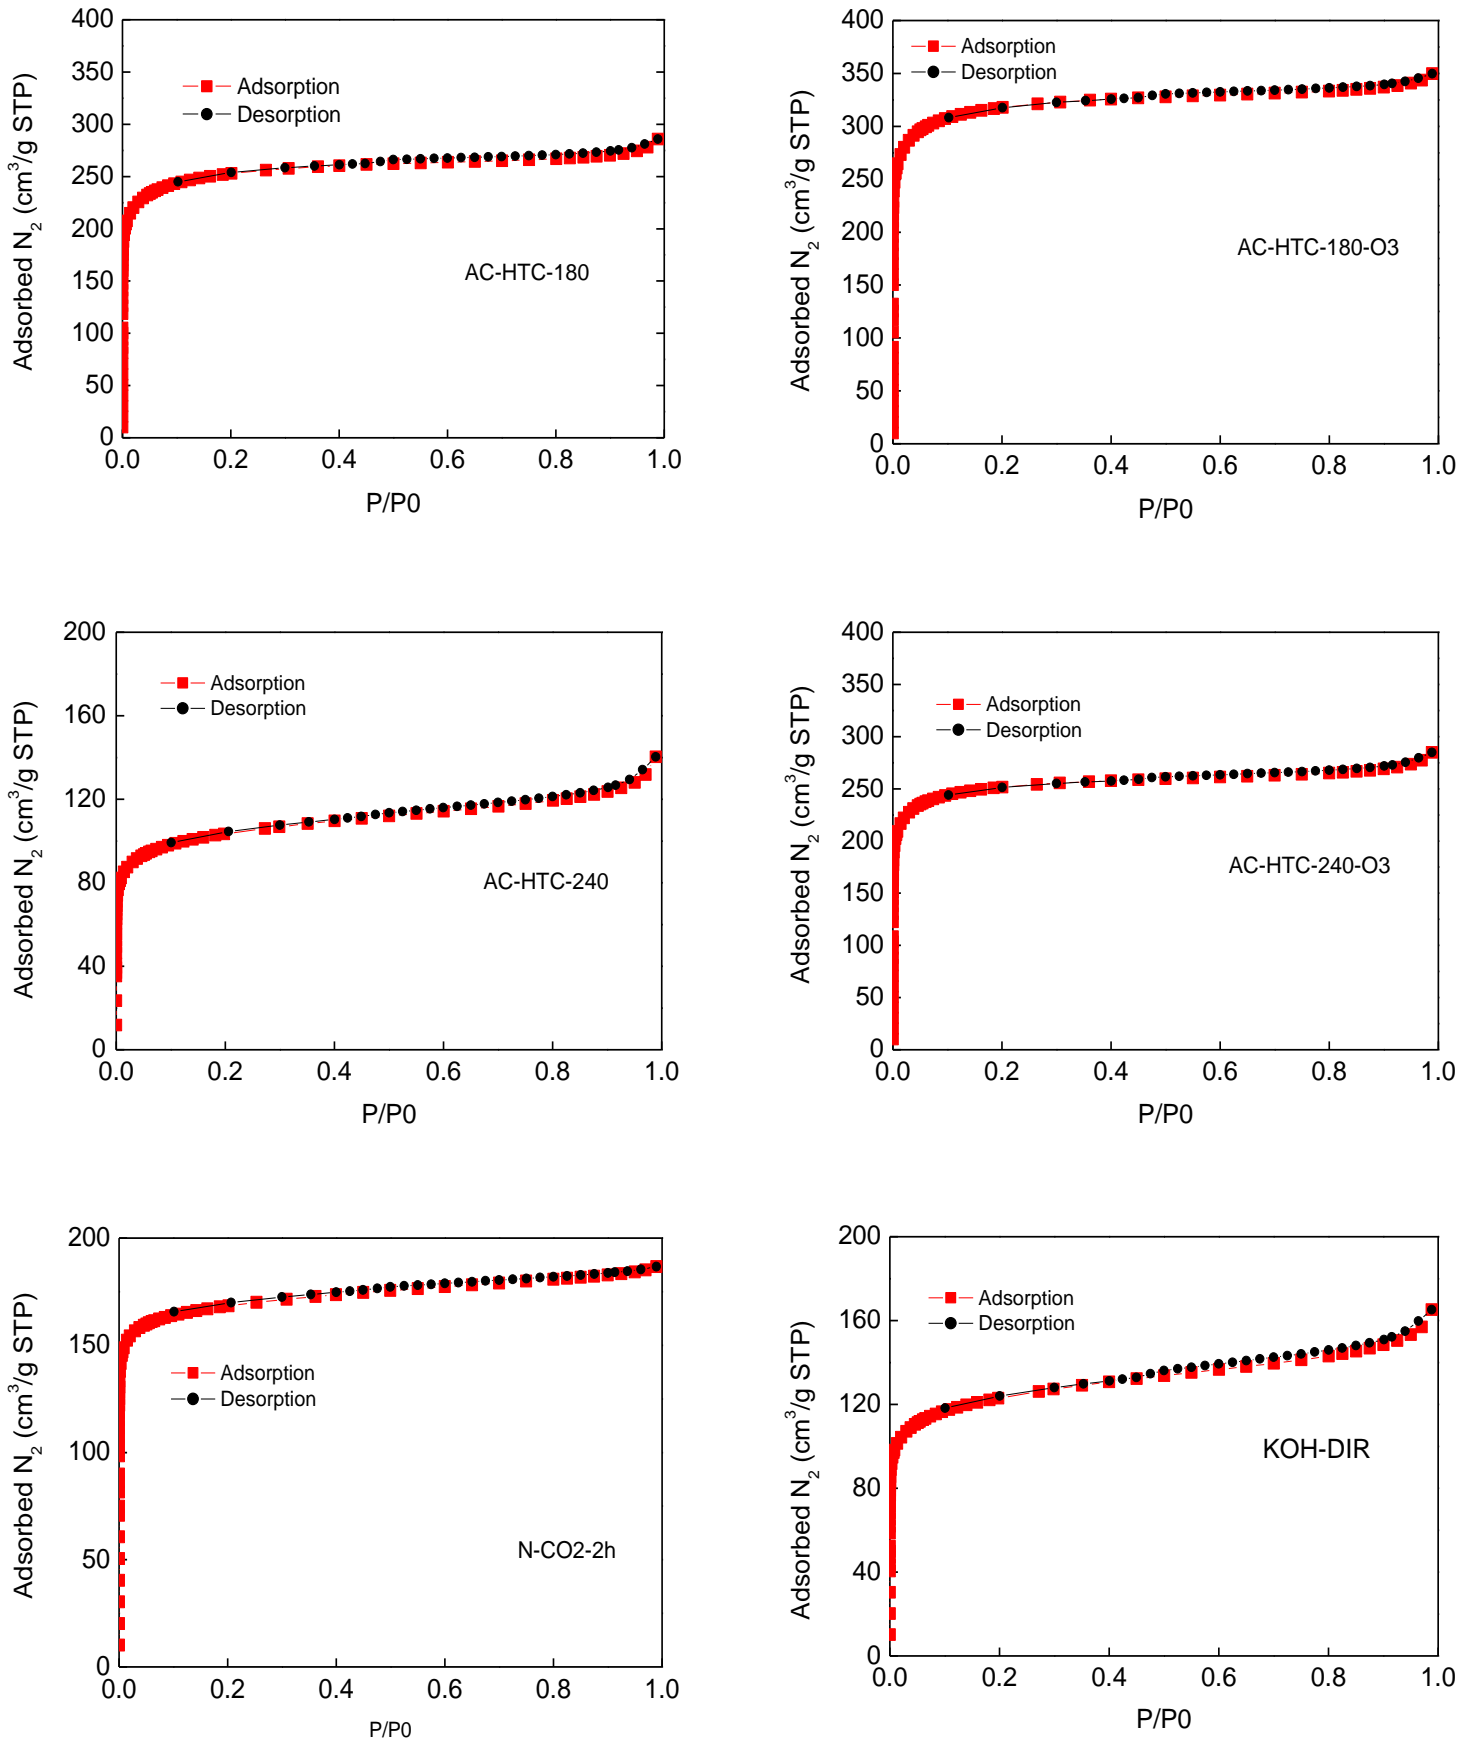 400
350
300
250
200
150
100
50
0
Adsorbed N2 (cm3/g STP)
Adsorption
Desorption
AC-HTC-180
0.0 0.2 0.4 0.6 0.8 1.0
P/P0
400
350
300
250
200
150
100
50
0
Adsorbed N2 (cm3/g STP)
Adsorption
Desorption
AC-HTC-180-O3
0.0 0.2 0.4 0.6 0.8 1.0
P/P0
200
160
120
80
40
0
Adsorbed N2 (cm3/g STP)
Adsorption
Desorption
AC-HTC-240
0.0 0.2 0.4 0.6 0.8 1.0
P/P0
400
350
300
250
200
150
100
50
0
Adsorbed N2 (cm3/g STP)
Adsorption
Desorption
AC-HTC-240-O3
0.0 0.2 0.4 0.6 0.8 1.0
P/P0
200
150
100
50
0
Adsorbed N2 (cm3/g STP)
Adsorption
Desorption
N-CO2-2h
0.0 0.2 0.4 0.6 0.8 1.0
P/P0
200
160
120
80
40
0
Adsorbed N2 (cm3/g STP)
Adsorption
Desorption
KOH-DIR
0.0 0.2 0.4 0.6 0.8 1.0
P/P0